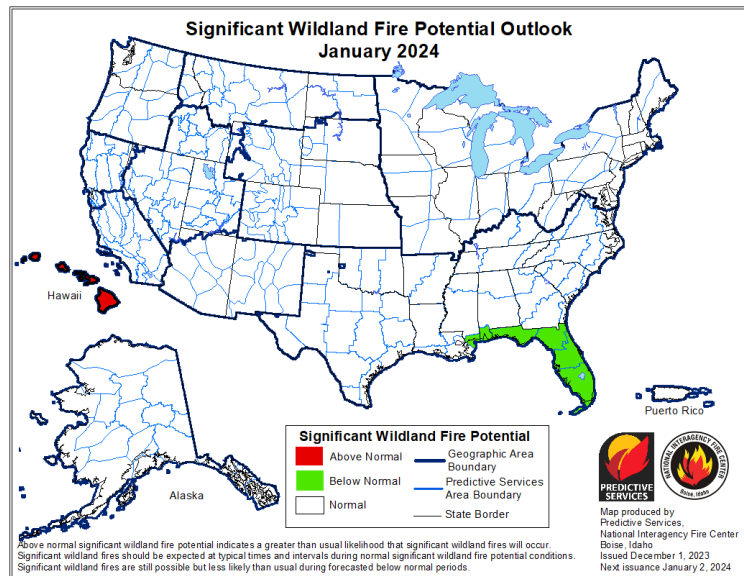 Significant Wildland Fire Potential Outlook
January 2024
Hawaii
Alaska
Puerto Rico
Significant Wildland Fire Potential
Above Normal
Below Normal
Normal
Geographic Area
Boundary
Predictive Services
Area Boundary
State Border
PREDICTIVE
SERVICES
NATIONAL INTERAGENCY FIRE CENTER
Boise, Idaho
Map produced by
Predictive Services,
National Interagency Fire Center
Boise, Idaho
Issued December 1, 2023
Next issuance January 2, 2024
Above normal significant wildland fire potential indicates a greater than usual likelihood that significant wildland fires will occur.
Significant wildland fires should be expected at typical times and intervals during normal significant wildland fire potential conditions.
Significant wildland fires are still possible but less likely than usual during forecasted below normal periods.